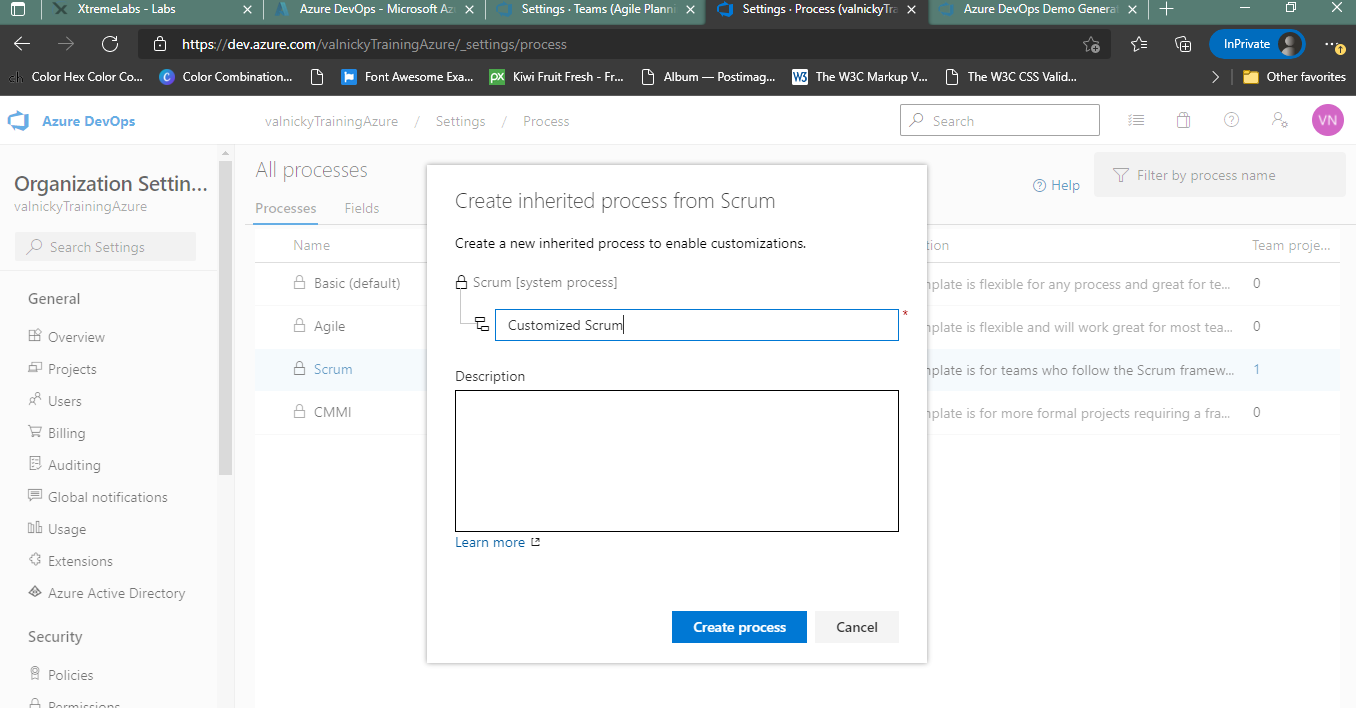 XtremeLabs - Labs
Azure DevOps - Microsoft Az
Settings · Teams (Agile Planni
Settings · Process (valnickyTra
Azure DevOps Demo Genera
https://dev.azure.com/valnickyTrainingAzure/_settings/process
InPrivate
Color Hex Color Co...
Color Combination...
Font Awesome Exa...
Kiwi Fruit Fresh - Fr...
Album — Postimag...
The W3C Markup V...
The W3C CSS Valid...
Other favorites
Azure DevOps
valnickyTrainingAzure / Settings / Process
Search
VN
Organization Settin...
valnickyTrainingAzure
Search Settings
General
Overview
Projects
Users
Billing
Auditing
Global notifications
Usage
Extensions
Azure Active Directory
Security
Policies
Permissions
All processes
Processes
Fields
Help
Filter by process name
Name
tion
Team proje...
Basic (default)
nplate is flexible for any process and great for te...
0
Agile
nplate is flexible and will work great for most tea...
0
Scrum
nplate is for teams who follow the Scrum framew...
1
CMMI
nplate is for more formal projects requiring a fra...
0
Create inherited process from Scrum
Create a new inherited process to enable customizations.
Scrum [system process]
Customized Scrum
*
Description
Learn more
Create process
Cancel